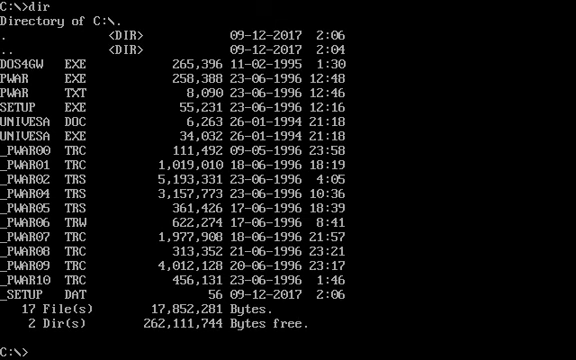 C:\>dir
Directory of C:\.
. <DIR> 09-12-2017 2:06
.. <DIR> 09-12-2017 2:04
DOS4GW EXE 265,396 11-02-1995 1:30
PWAR EXE 258,388 23-06-1996 12:48
PWAR TXT 8,090 23-06-1996 12:46
SETUP EXE 55,231 23-06-1996 12:16
UNIVESA DOC 6,263 26-01-1994 21:18
UNIVESA EXE 34,032 26-01-1994 21:18
_PWAR00 TRC 111,492 09-05-1996 23:58
_PWAR01 TRC 1,019,010 18-06-1996 18:19
_PWAR02 TRS 5,193,331 23-06-1996 4:05
_PWAR04 TRS 3,157,773 23-06-1996 10:36
_PWAR05 TRS 361,426 17-06-1996 18:39
_PWAR06 TRW 622,274 17-06-1996 8:41
_PWAR07 TRC 1,977,908 18-06-1996 21:57
_PWAR08 TRC 313,352 21-06-1996 23:21
_PWAR09 TRC 4,012,128 20-06-1996 23:17
_PWAR10 TRC 456,131 23-06-1996 1:46
_SETUP DAT 56 09-12-2017 2:06
17 File(s) 17,852,281 Bytes.
2 Dir(s) 262,111,744 Bytes free.
C:\>